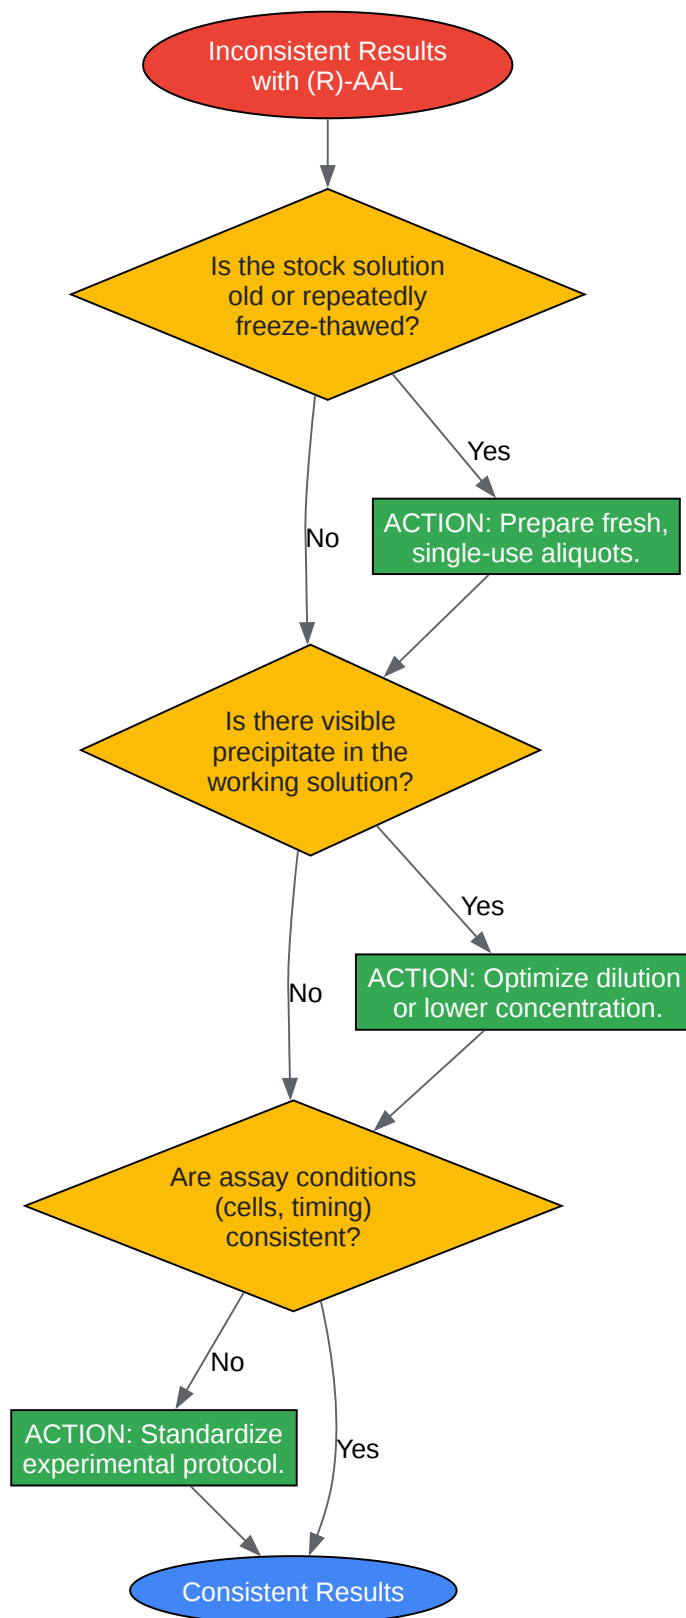 Inconsistent Results
with (R)-AAL
Is the stock solution
old or repeatedly
freeze-thawed?
Yes
No
ACTION: Prepare fresh,
single-use aliquots.
Is there visible
precipitate in the
working solution?
Yes
No
ACTION: Optimize dilution
or lower concentration.
Are assay conditions
(cells, timing)
consistent?
No
Yes
ACTION: Standardize
experimental protocol.
Consistent Results